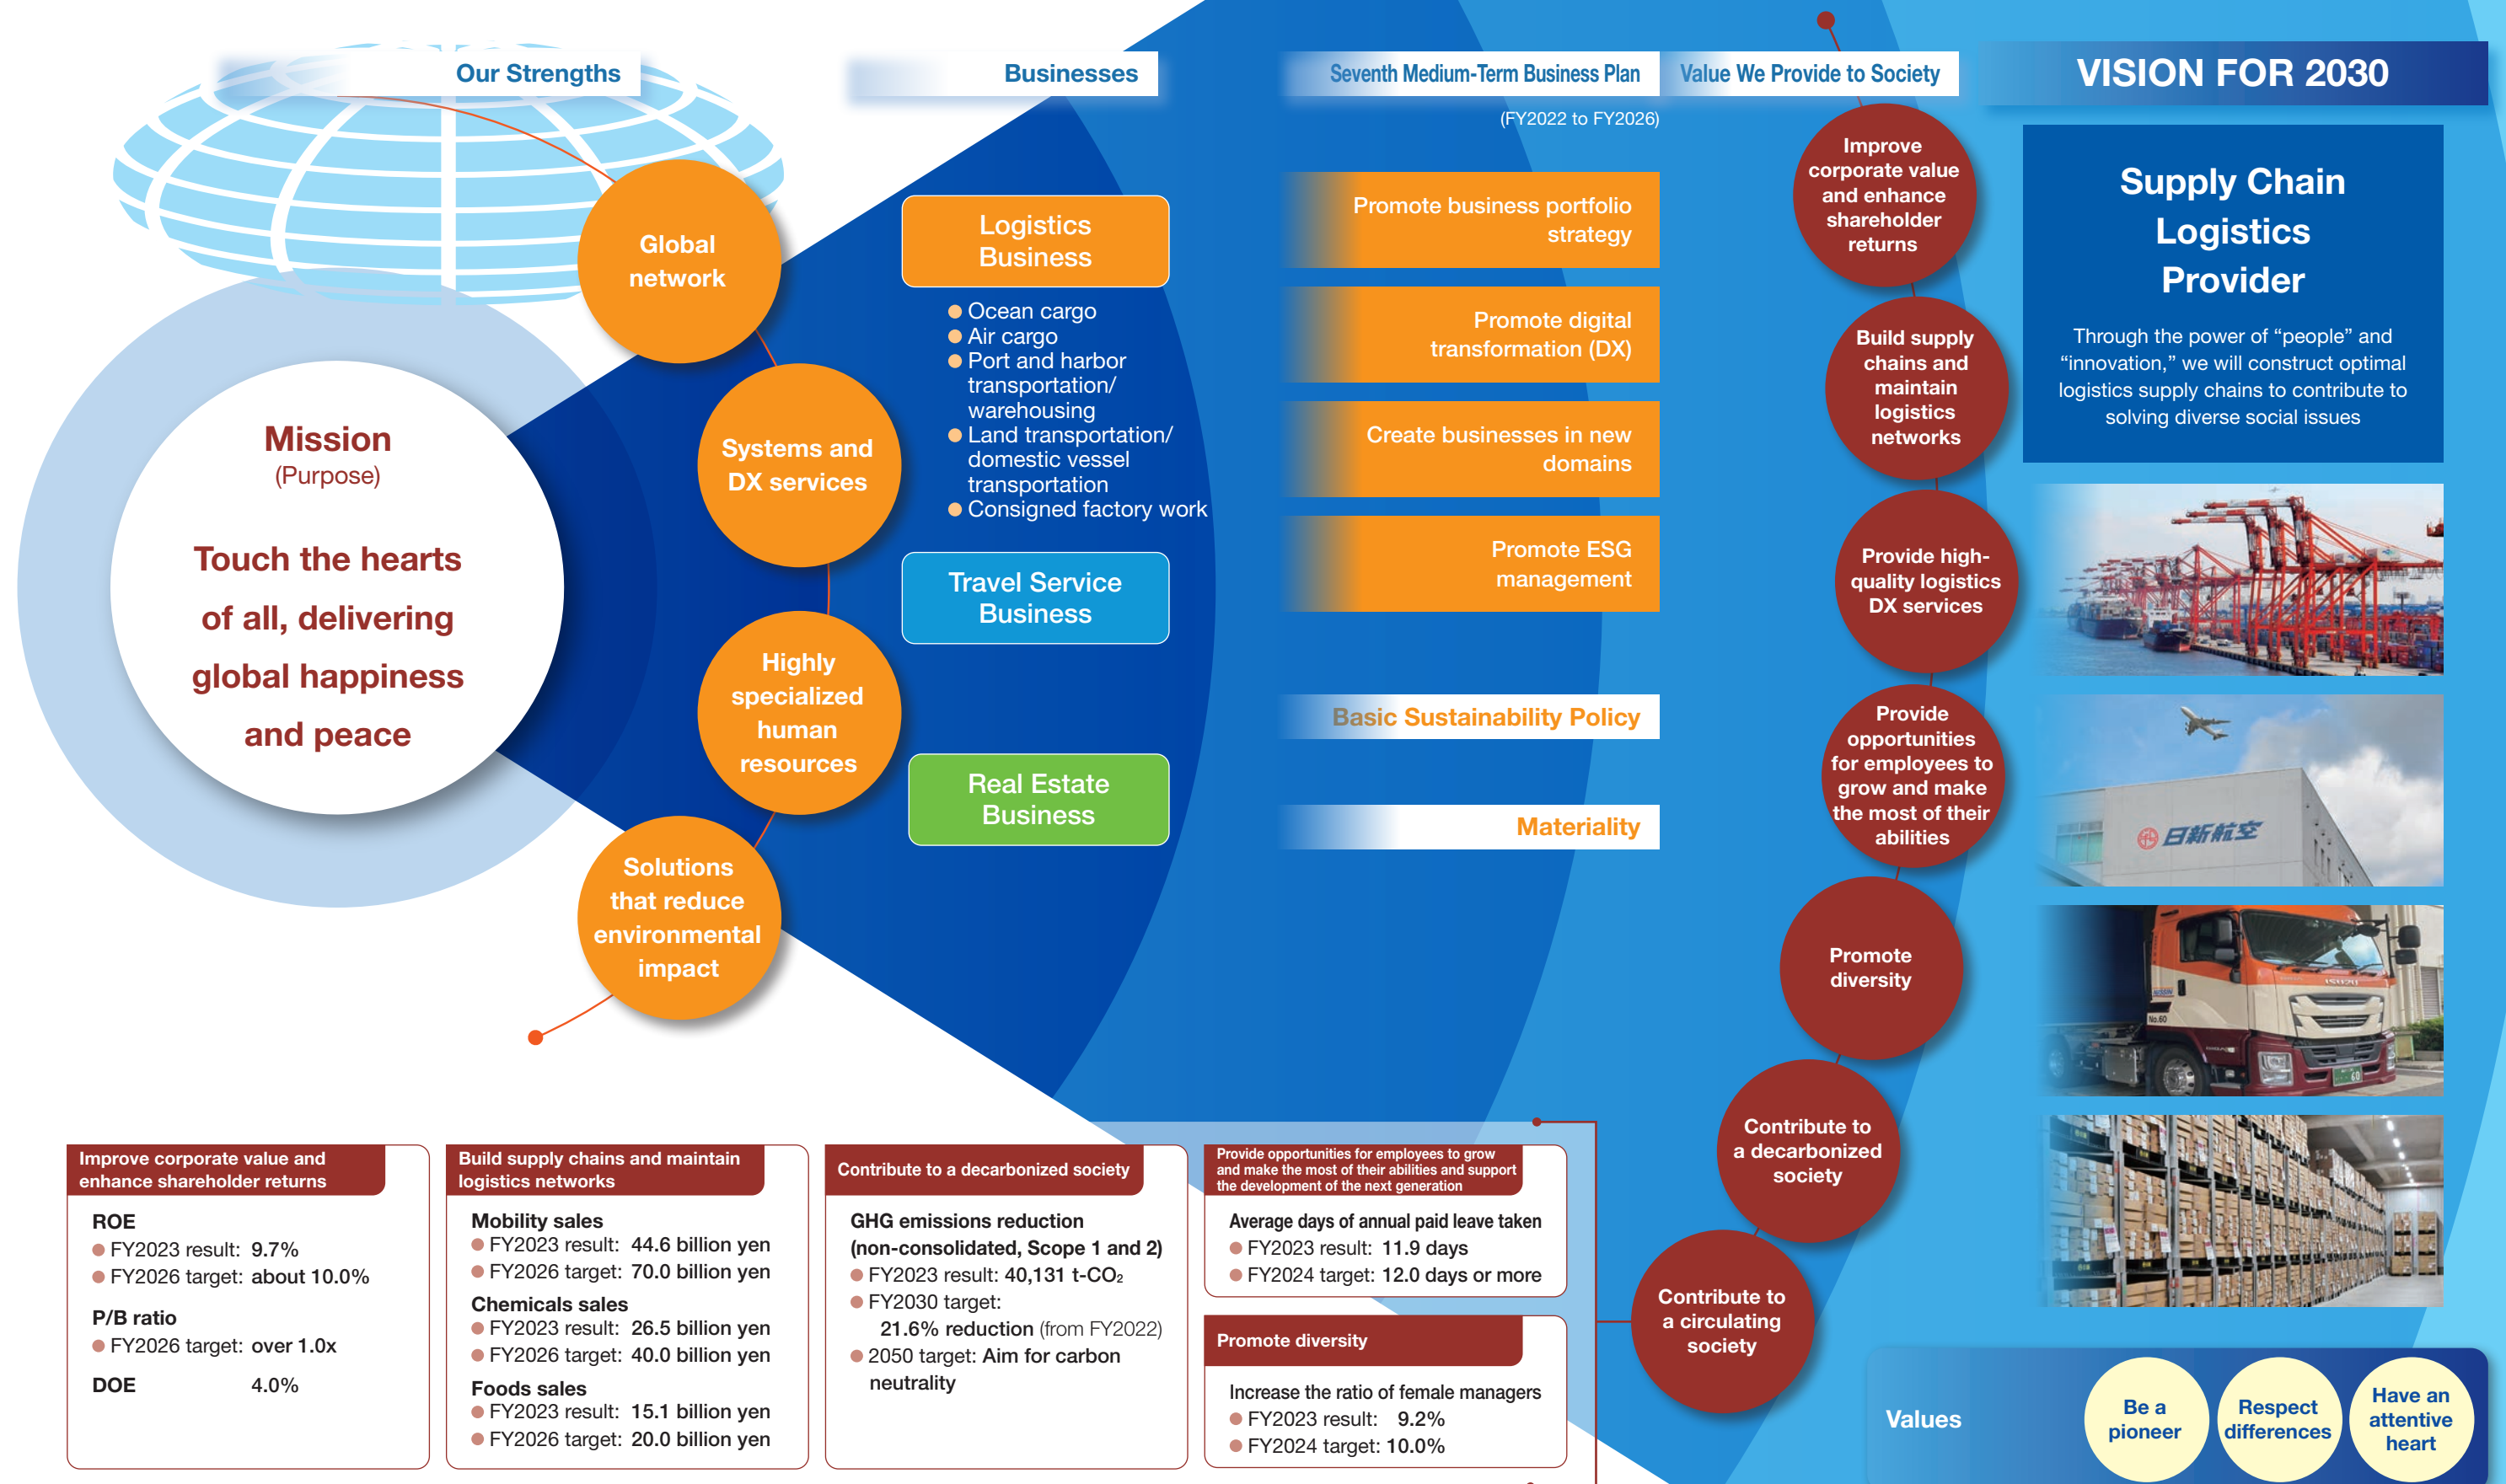 Our Strengths
Businesses
Seventh Medium-Term Business Plan
(FY2022 to FY2026)
Value We Provide to Society
VISION FOR 2030
Mission
(Purpose)
Touch the hearts
of all, delivering
global happiness
and peace
Global
network
Systems and
DX services
Highly
specialized
human
resources
Solutions
that reduce
environmental
impact
Logistics
Business
● Ocean cargo
● Air cargo
● Port and harbor
transportation/
warehousing
● Land transportation/
domestic vessel
transportation
● Consigned factory work
Travel Service
Business
Real Estate
Business
Promote business portfolio
strategy
Promote digital
transformation (DX)
Create businesses in new
domains
Promote ESG
management
Basic Sustainability Policy
Materiality
Improve
corporate value
and enhance
shareholder
returns
Build supply
chains and
maintain
logistics
networks
Provide high-
quality logistics
DX services
Provide
opportunities
for employees to
grow and make
the most of their
abilities
Promote
diversity
Contribute to
a decarbonized
society
Contribute to
a circulating
society
Supply Chain
Logistics
Provider
Through the power of “people” and
“innovation,” we will construct optimal
logistics supply chains to contribute to
solving diverse social issues
日新航空
ISUZU
NISSIN
No.60
60
Improve corporate value and
enhance shareholder returns
ROE
● FY2023 result: 9.7%
● FY2026 target: about 10.0%
P/B ratio
● FY2026 target: over 1.0x
DOE 4.0%
Build supply chains and maintain
logistics networks
Mobility sales
● FY2023 result: 44.6 billion yen
● FY2026 target: 70.0 billion yen
Chemicals sales
● FY2023 result: 26.5 billion yen
● FY2026 target: 40.0 billion yen
Foods sales
● FY2023 result: 15.1 billion yen
● FY2026 target: 20.0 billion yen
Contribute to a decarbonized society
GHG emissions reduction
(non-consolidated, Scope 1 and 2)
● FY2023 result: 40,131 t-CO₂
● FY2030 target:
21.6% reduction (from FY2022)
● 2050 target: Aim for carbon
neutrality
Provide opportunities for employees to grow
and make the most of their abilities and support
the development of the next generation
Average days of annual paid leave taken
● FY2023 result: 11.9 days
● FY2024 target: 12.0 days or more
Promote diversity
Increase the ratio of female managers
● FY2023 result: 9.2%
● FY2024 target: 10.0%
Values
Be a
pioneer
Respect
differences
Have an
attentive
heart